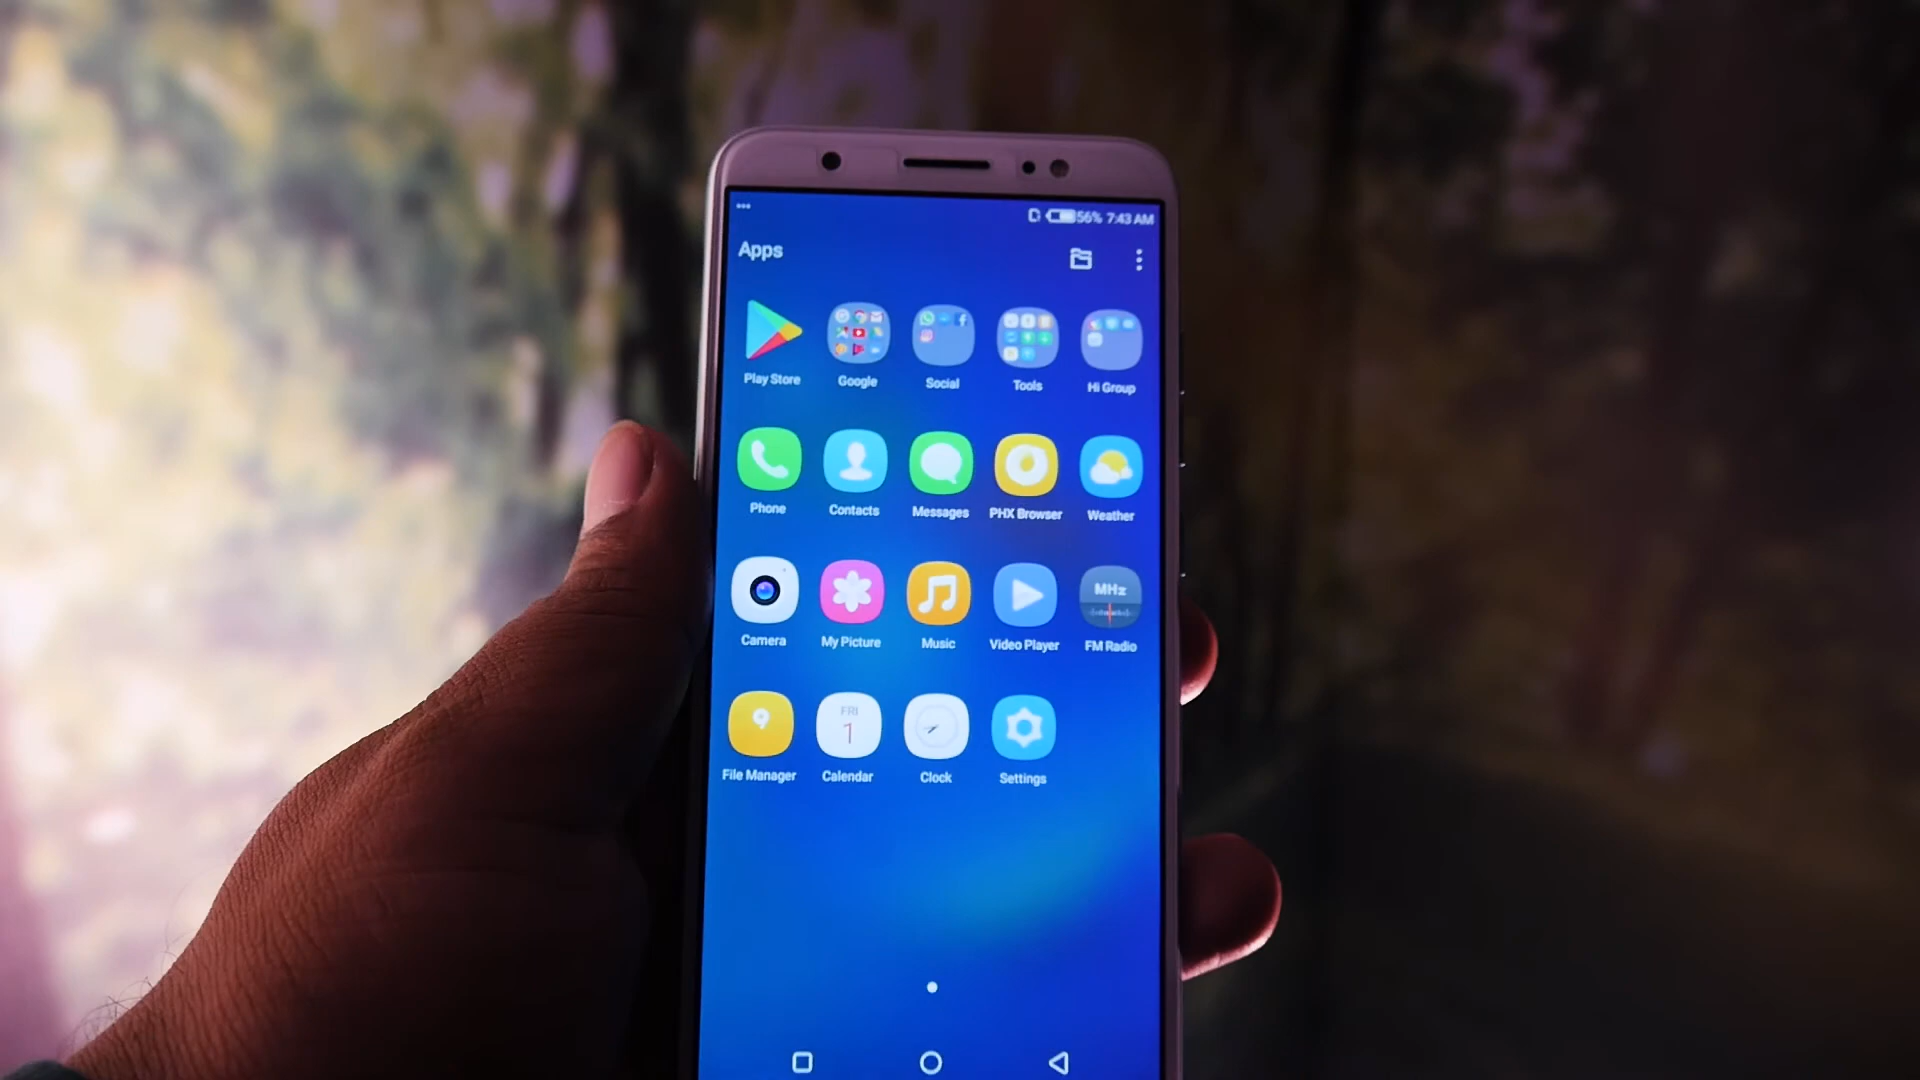 56% 7:43 AM
Apps
Play Store Google Social Tools Hi Group
Phone Contacts Messages PHX Browser Weather
MHz
Camera My Picture Music Video Player FM Radio
FRI
1
File Manager Calendar Clock Settings